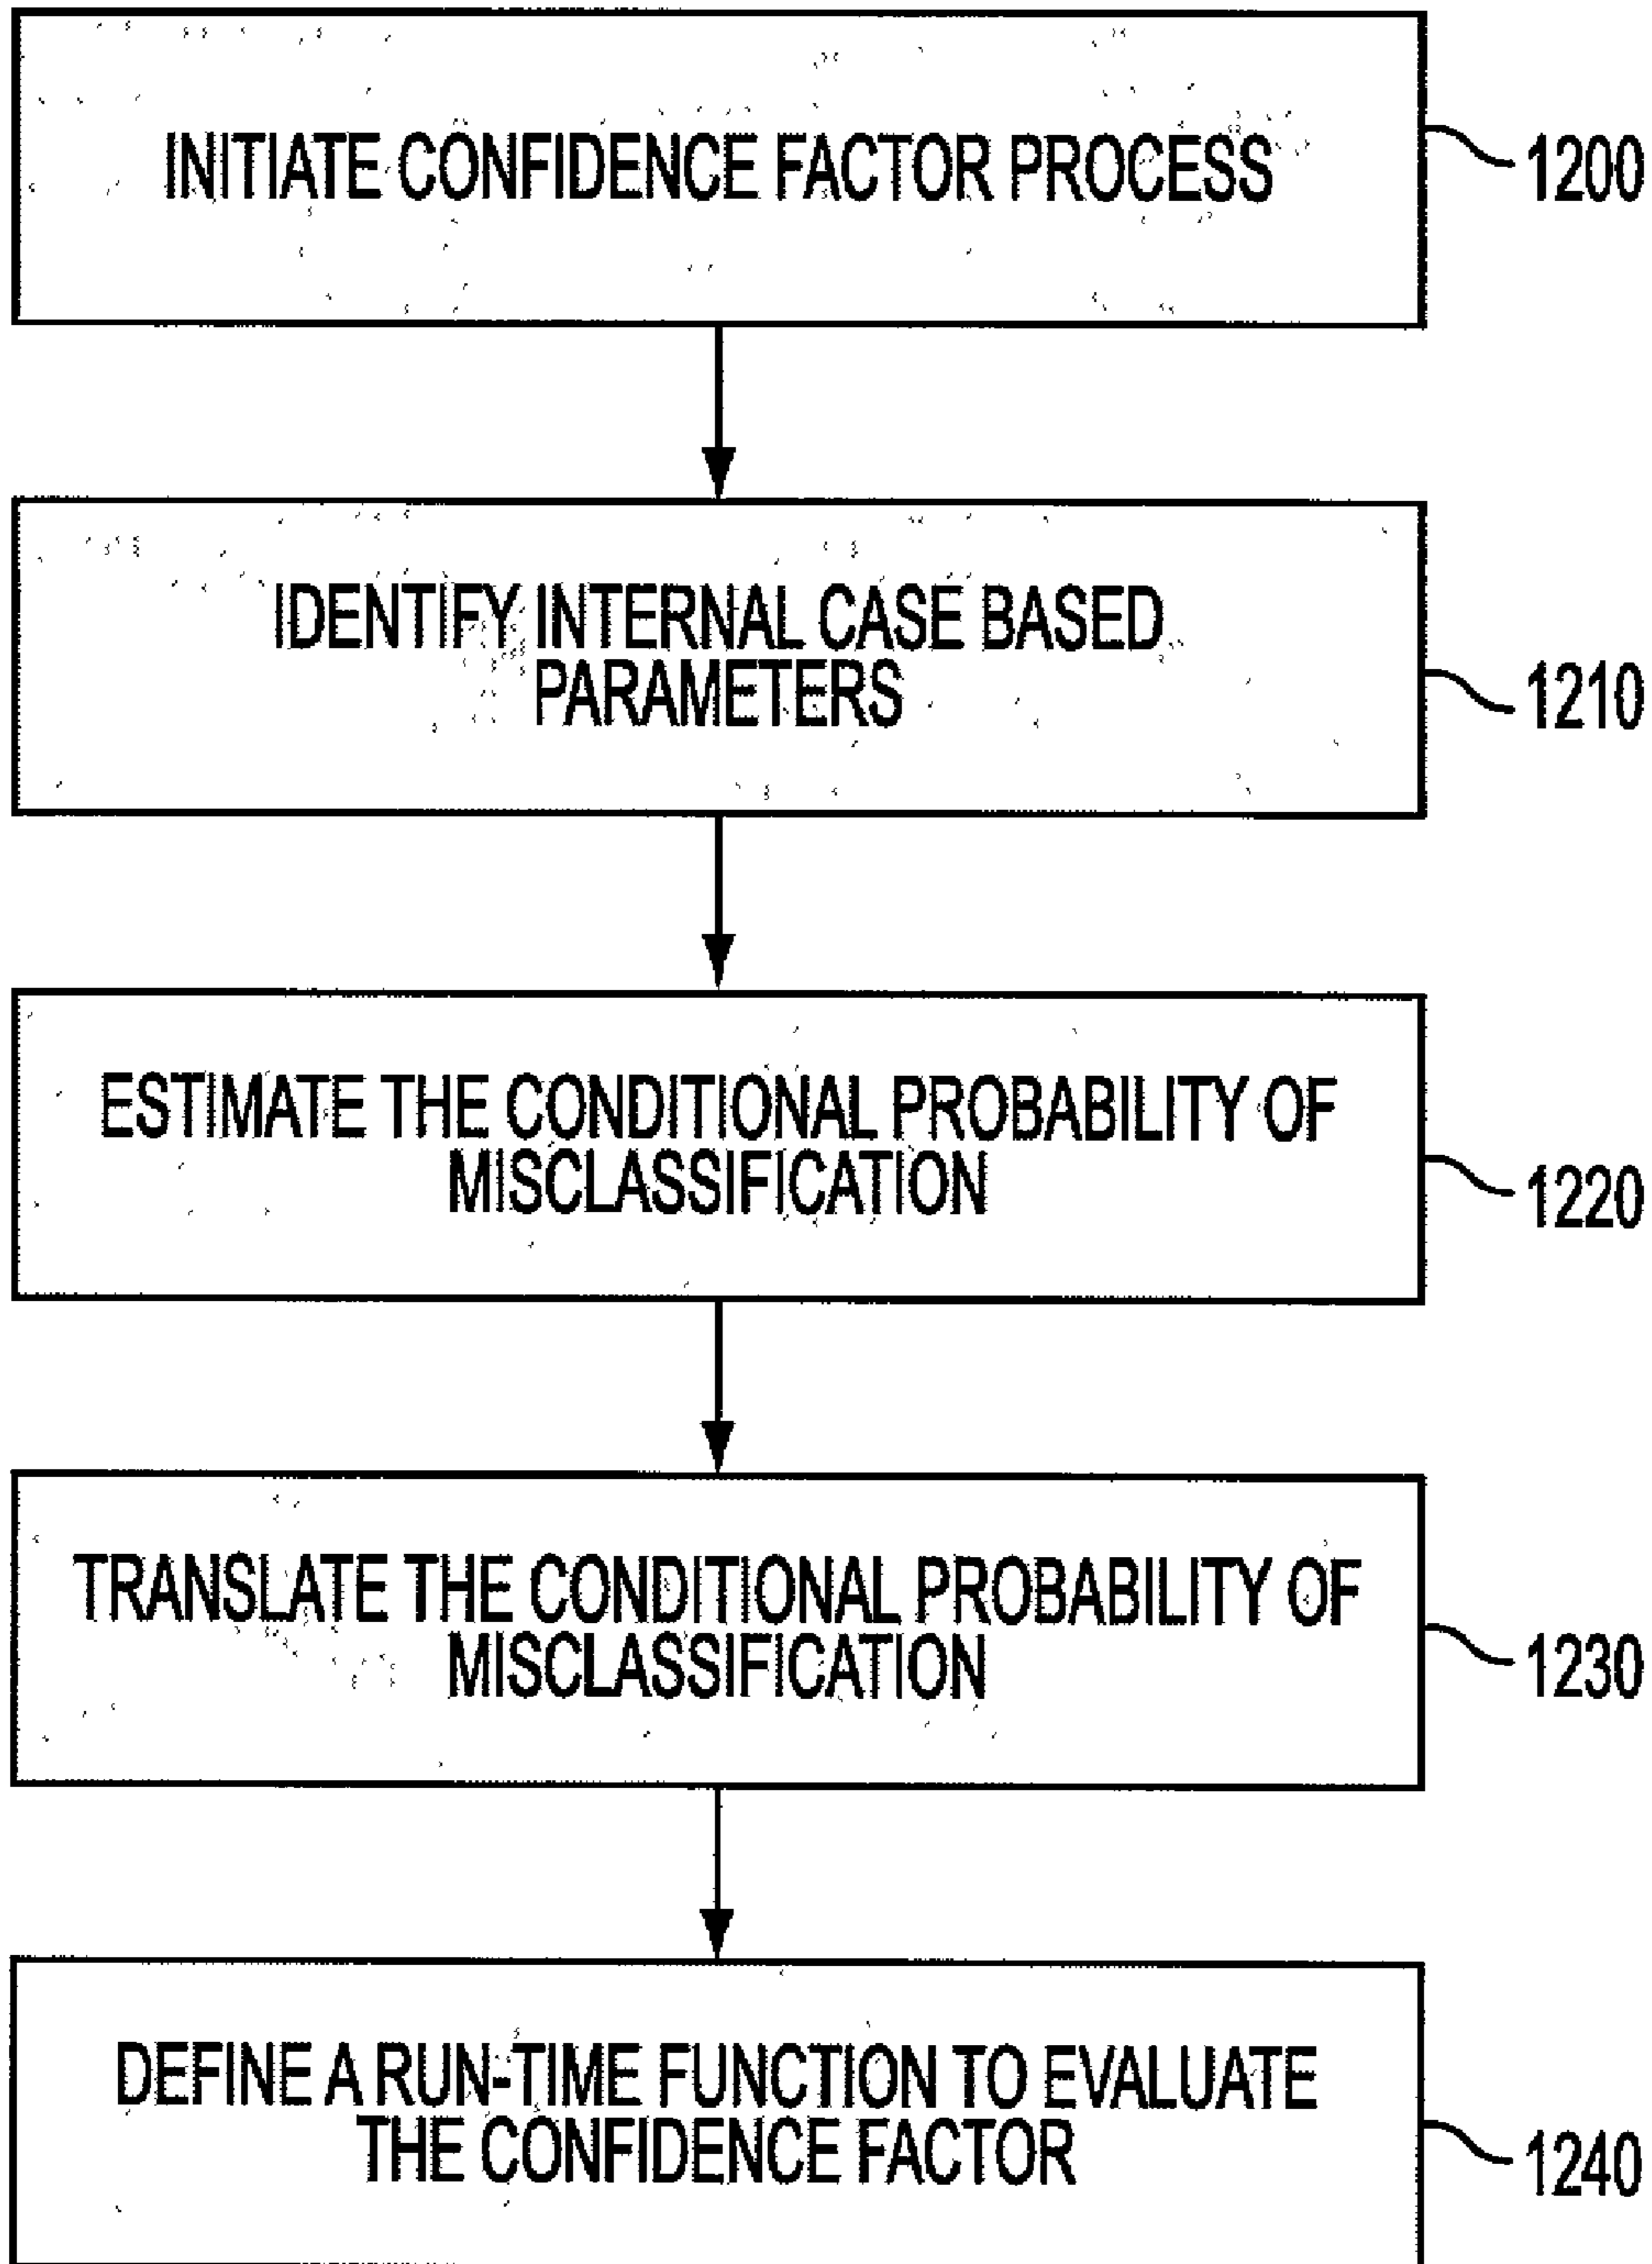 INITIATE CONFIDENCE FACTOR PROCESS
1200
IDENTIFY INTERNAL CASE BASED
PARAMETERS
1210
ESTIMATE THE CONDITIONAL PROBABILITY OF
MISCLASSIFICATION
1220
TRANSLATE THE CONDITIONAL PROBABILITY OF
MISCLASSIFICATION
1230
DEFINE A RUN-TIME FUNCTION TO EVALUATE
THE CONFIDENCE FACTOR
1240